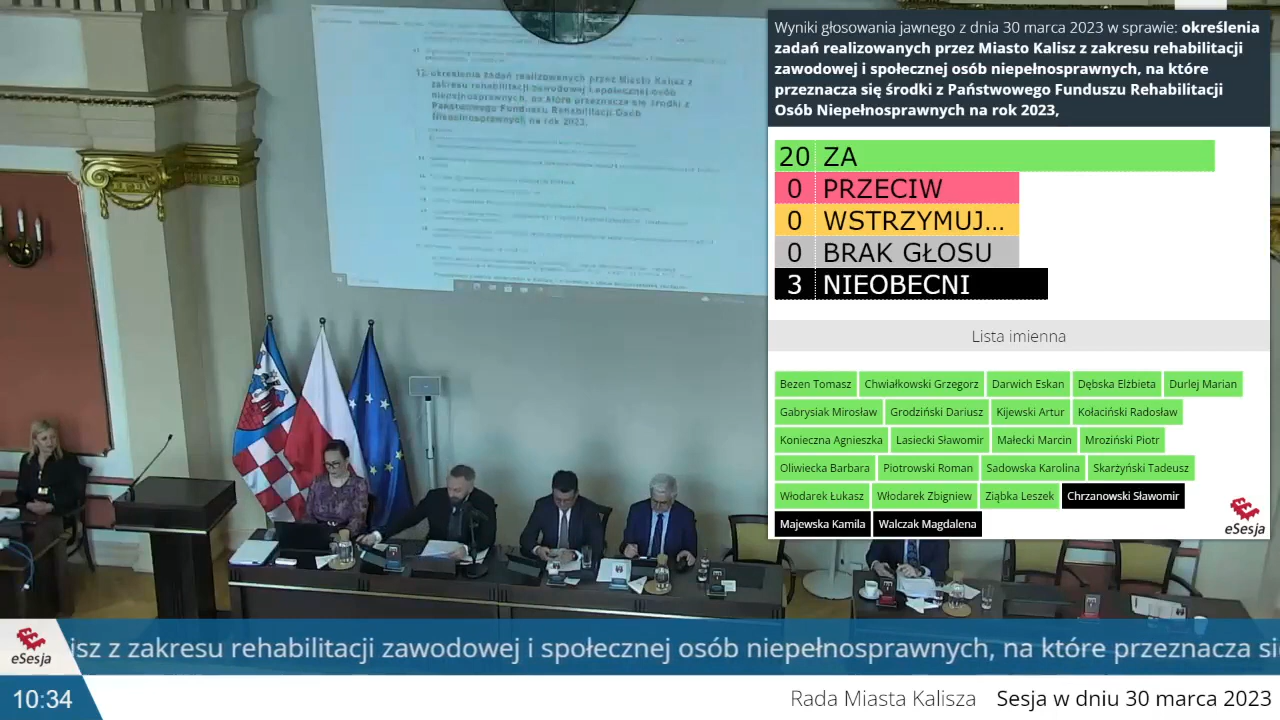 Wyniki głosowania jawnego z dnia 30 marca 2023 w sprawie: określenia
zadań realizowanych przez Miasto Kalisz z zakresu rehabilitacji
zawodowej i społecznej osób niepełnosprawnych, na które
przeznacza się środki z Państwowego Funduszu Rehabilitacji
Osób Niepełnosprawnych na rok 2023,
20 ZA
0 PRZECIW
0 WSTRZYMUJ...
0 BRAK GŁOSU
3 NIEOBECNI
Lista imienna
Bezen Tomasz Chwiałkowski Grzegorz Darwich Eskan Dębska Elżbieta Durlej Marian
Gabrysiak Mirosław Grodziński Dariusz Kijewski Artur Kołaciński Radosław
Konieczna Agnieszka Lasiecki Sławomir Małecki Marcin Mroziński Piotr
Oliwiecka Barbara Piotrowski Roman Sadowska Karolina Skarżyński Tadeusz
Włodarek Łukasz Włodarek Zbigniew Ziąbka Leszek Chrzanowski Sławomir
Majewska Kamila Walczak Magdalena
eSesja
określenia zadań realizowanych przez Miasto Kalisz z
zakresu rehabilitacji zawodowej i społecznej osób
niepełnosprawnych, na które przeznacza się środki z
Państwowego Funduszu Rehabilitacji Osób
Niepełnosprawnych na rok 2023,
eSesja
isz z zakresu rehabilitacji zawodowej i społecznej osób niepełnosprawnych, na które przeznacza si
10:34
Rada Miasta Kalisza Sesja w dniu 30 marca 2023